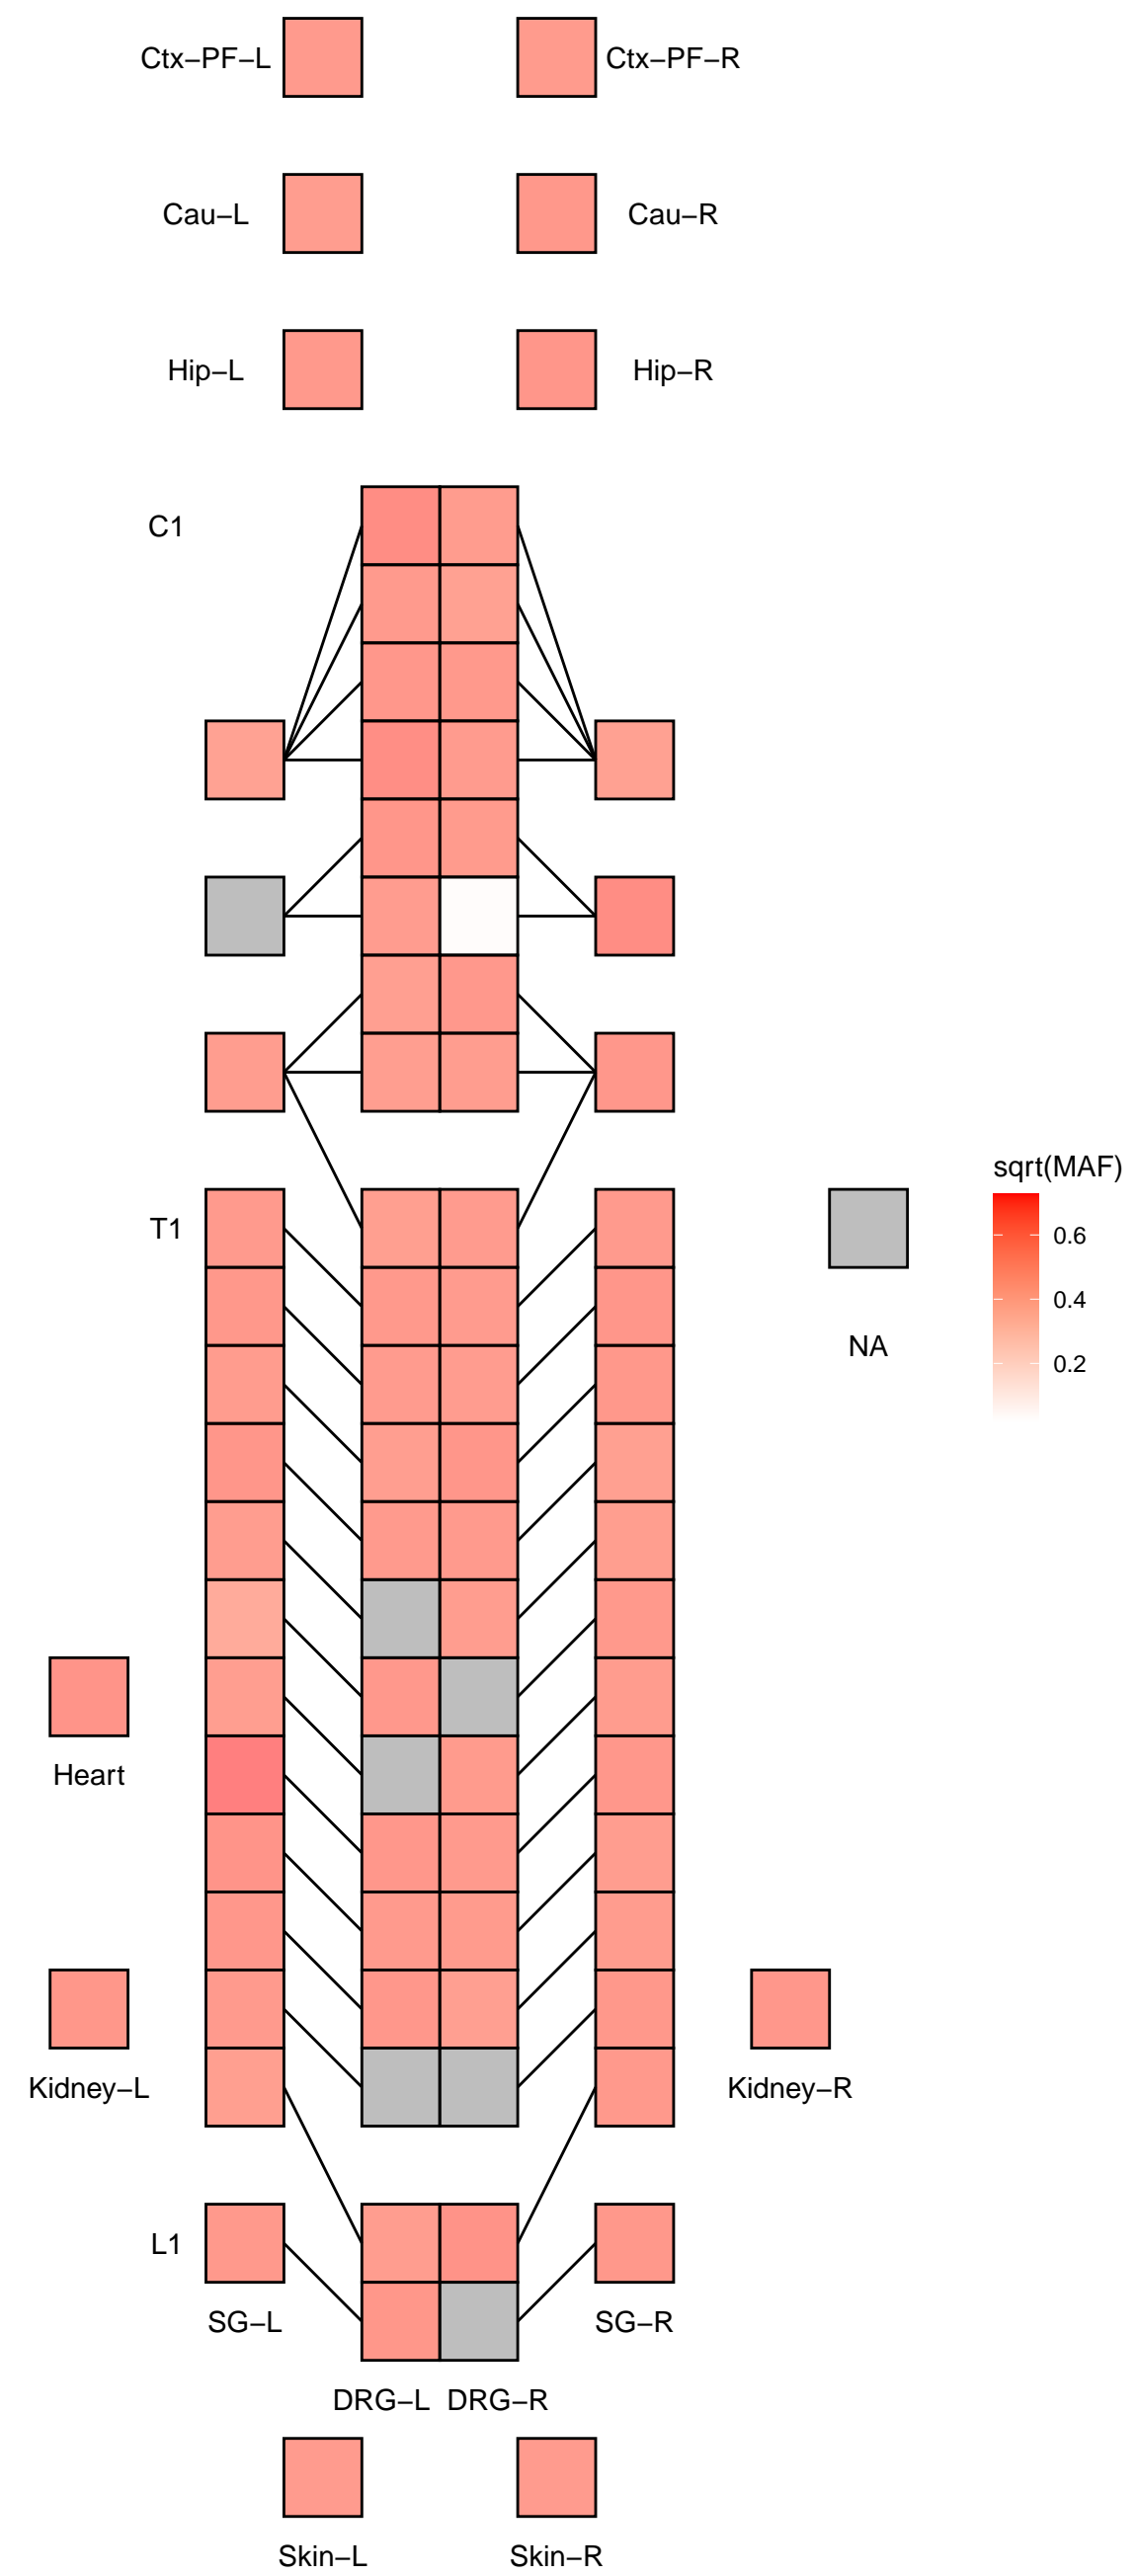 Ctx−PF−L
Ctx−PF−R
Cau−L
Cau−R
Hip−L
Hip−R
C1
T1
sqrt(MAF)
0.6
0.4
0.2
NA
Heart
Kidney−L
Kidney−R
L1
SG−L
SG−R
DRG−L
DRG−R
Skin−L
Skin−R